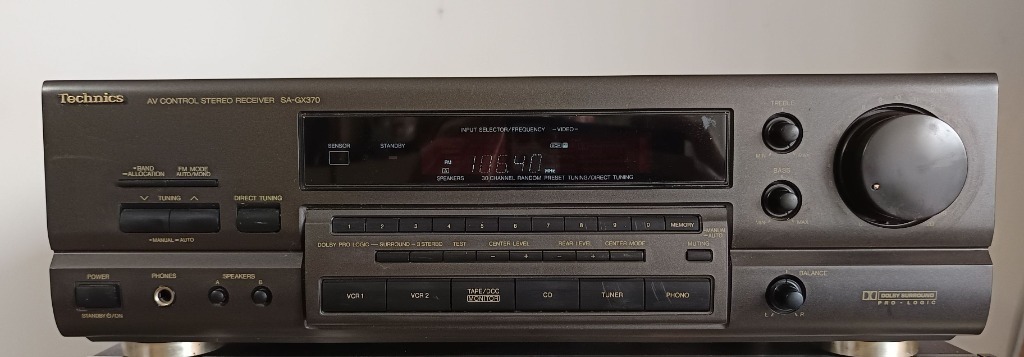 Technics AV CONTROL STEREO RECEIVER SA-GX370
INPUT SELECTOR/FREQUENCY -VIDEO-
SENSOR STANDBY
FM 106.40 MHz
A
SPEAKERS 30 CHANNEL RANDOM PRESET TUNING/DIRECT TUNING
TREBLE
BASS
MAX
-BAND
-ALLOCATION
FM MODE
AUTO/MONO
TUNING
DIRECT TUNING
-MANUAL -AUTO
1 2 3 4 5 6 7 8 9 0 MEMORY
-MANUAL
-AUTO
DOLBY PRO LOGIC - SURROUND - 3 STEREO TEST CENTER LEVEL REAR LEVEL CENTER MODE MUTING
- + - +
POWER
STANDBY ⏻/ON
PHONES
SPEAKERS
A B
VCR 1 VCR 2 TAPE/DCC MONITOR CD TUNER PHONO
BALANCE
L R
DOLBY SURROUND
PRO · LOGIC